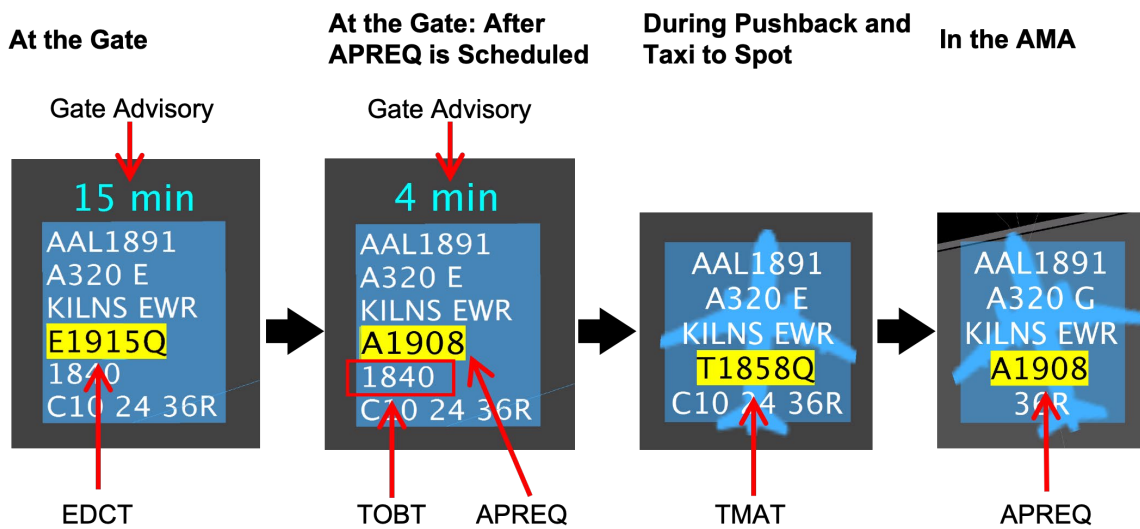 At the Gate
Gate Advisory
15 min
AAL1891
A320 E
KILNS EWR
E1915Q
1840
C10 24 36R
EDCT
At the Gate: After
APREQ is Scheduled
Gate Advisory
4 min
AAL1891
A320 E
KILNS EWR
A1908
1840
C10 24 36R
TOBT
APREQ
During Pushback and
Taxi to Spot
AAL1891
A320 E
KILNS EWR
T1858Q
C10 24 36R
TMAT
In the AMA
AAL1891
A320 G
KILNS EWR
A1908
36R
APREQ